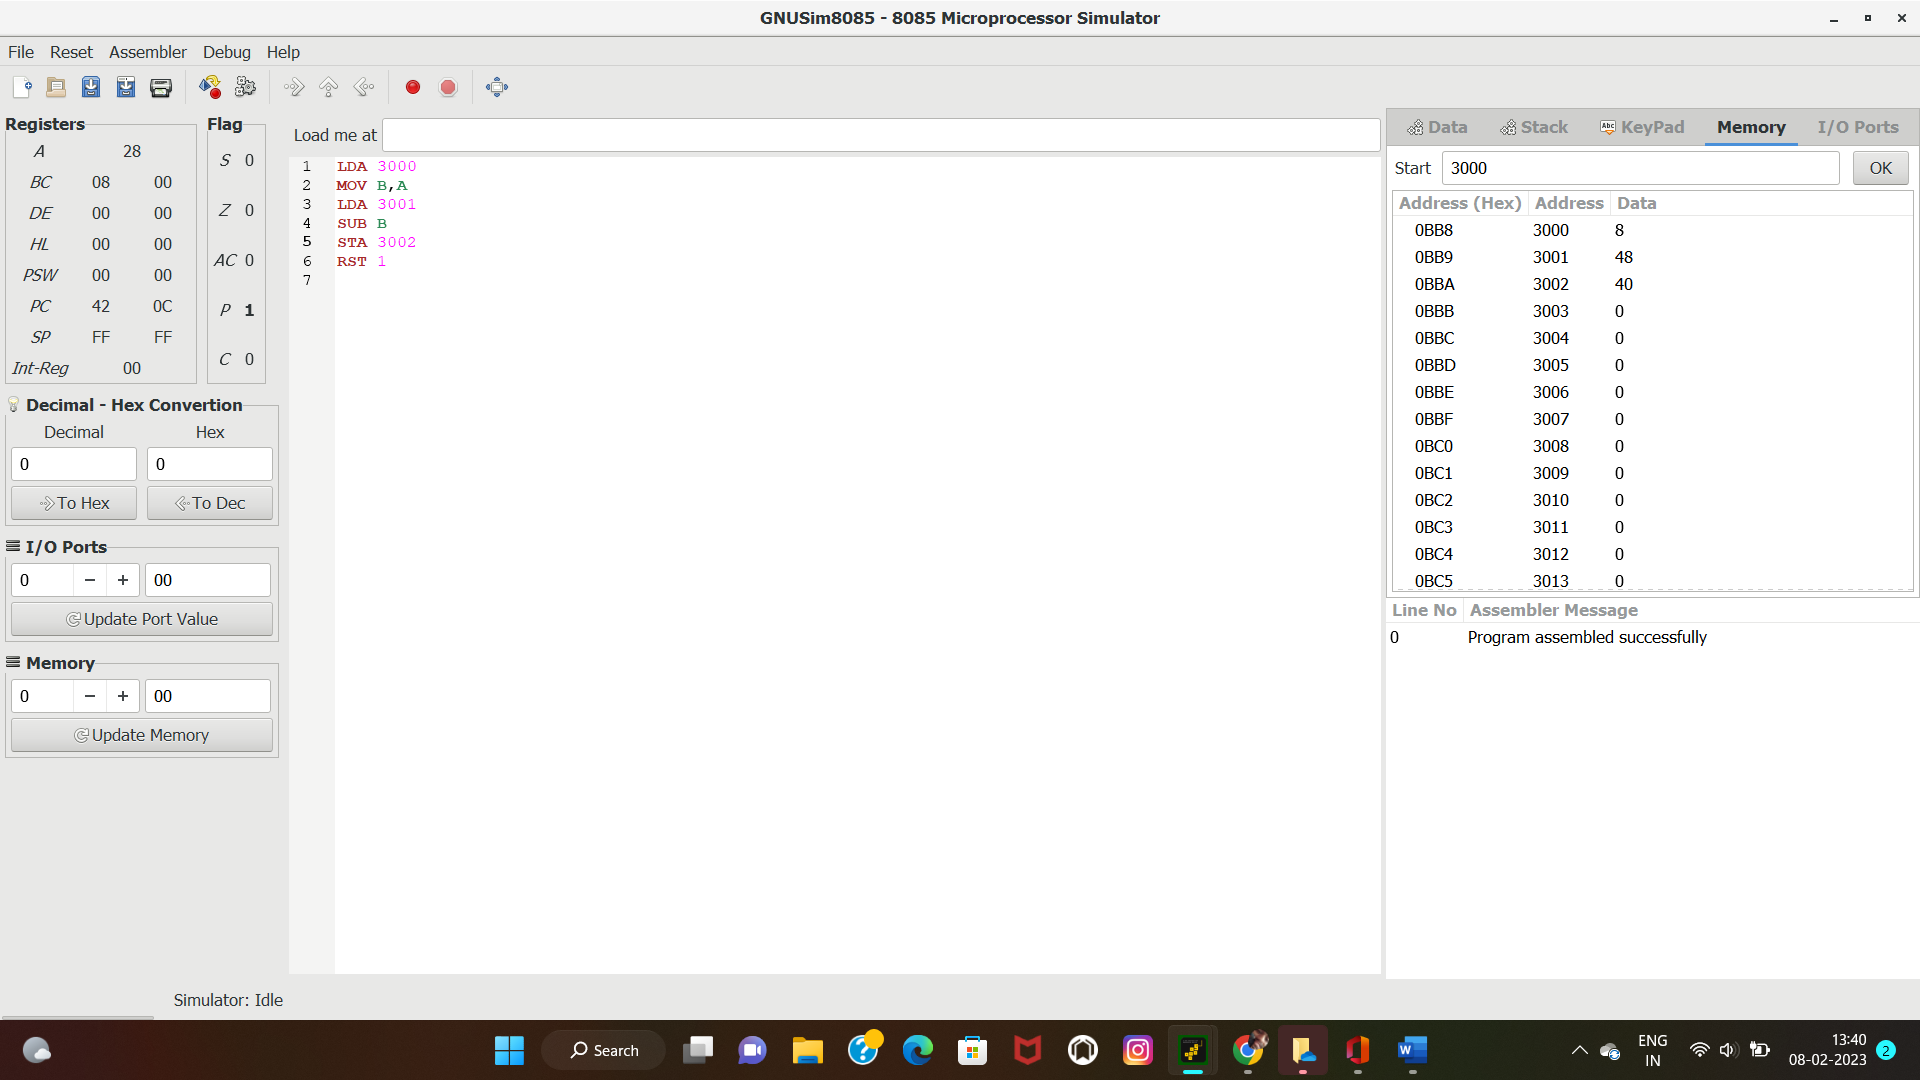 GNUSim8085 - 8085 Microprocessor Simulator
File Reset Assembler Debug Help
Registers
A 28
BC 08 00
DE 00 00
HL 00 00
PSW 00 00
PC 42 0C
SP FF FF
Int-Reg 00
Flag
S 0
Z 0
AC 0
P 1
C 0
Decimal - Hex Convertion
Decimal Hex
0 0
To Hex To Dec
I/O Ports
0 − + 00
Update Port Value
Memory
0 − + 00
Update Memory
Load me at
1 LDA 3000
2 MOV B,A
3 LDA 3001
4 SUB B
5 STA 3002
6 RST 1
7
Data Stack Abc KeyPad Memory I/O Ports
Start 3000 OK
Address (Hex) Address Data
0BB8 3000 8
0BB9 3001 48
0BBA 3002 40
0BBB 3003 0
0BBC 3004 0
0BBD 3005 0
0BBE 3006 0
0BBF 3007 0
0BC0 3008 0
0BC1 3009 0
0BC2 3010 0
0BC3 3011 0
0BC4 3012 0
0BC5 3013 0
Line No Assembler Message
0 Program assembled successfully
Simulator: Idle
Search
ENG
IN
13:40
08-02-2023
2